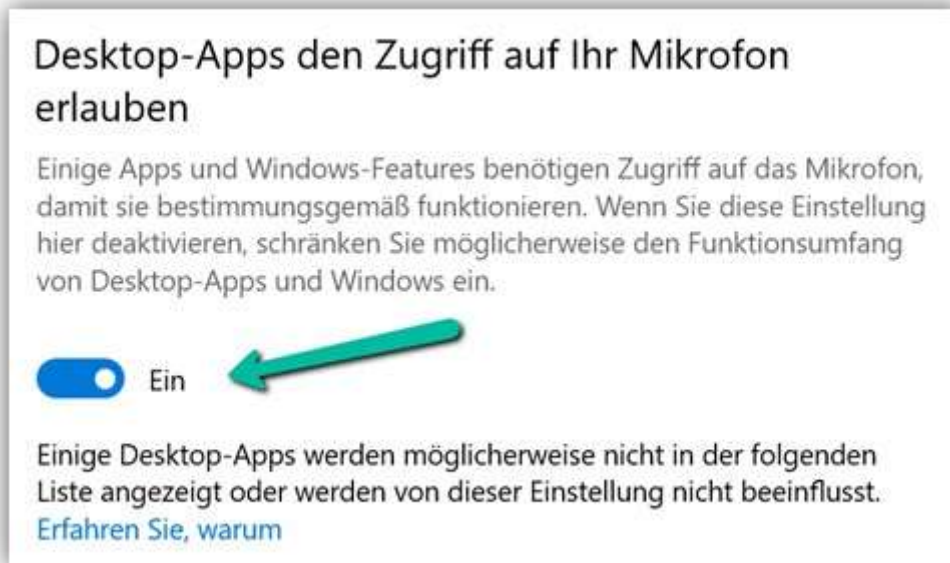 Desktop-Apps den Zugriff auf Ihr Mikrofon
erlauben
Einige Apps und Windows-Features benötigen Zugriff auf das Mikrofon,
damit sie bestimmungsgemäß funktionieren. Wenn Sie diese Einstellung
hier deaktivieren, schränken Sie möglicherweise den Funktionsumfang
von Desktop-Apps und Windows ein.
Ein
Einige Desktop-Apps werden möglicherweise nicht in der folgenden
Liste angezeigt oder werden von dieser Einstellung nicht beeinflusst.
Erfahren Sie, warum